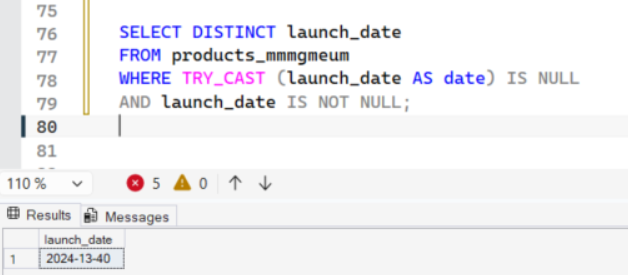 75
76 SELECT DISTINCT launch_date
77 FROM products_mmmgmeum
78 WHERE TRY_CAST (launch_date AS date) IS NULL
79 AND launch_date IS NOT NULL;
80
81
110 % 5 0
Results Messages
launch_date
1 2024-13-40